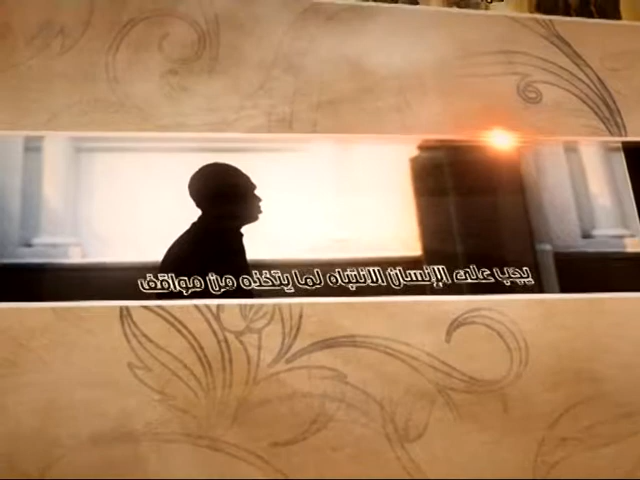 يجب على الإنسان الانتباه لما يتخذه من مواقف